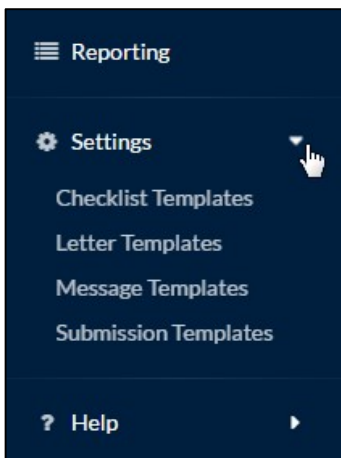 Reporting
Settings
Checklist Templates
Letter Templates
Message Templates
Submission Templates
? Help